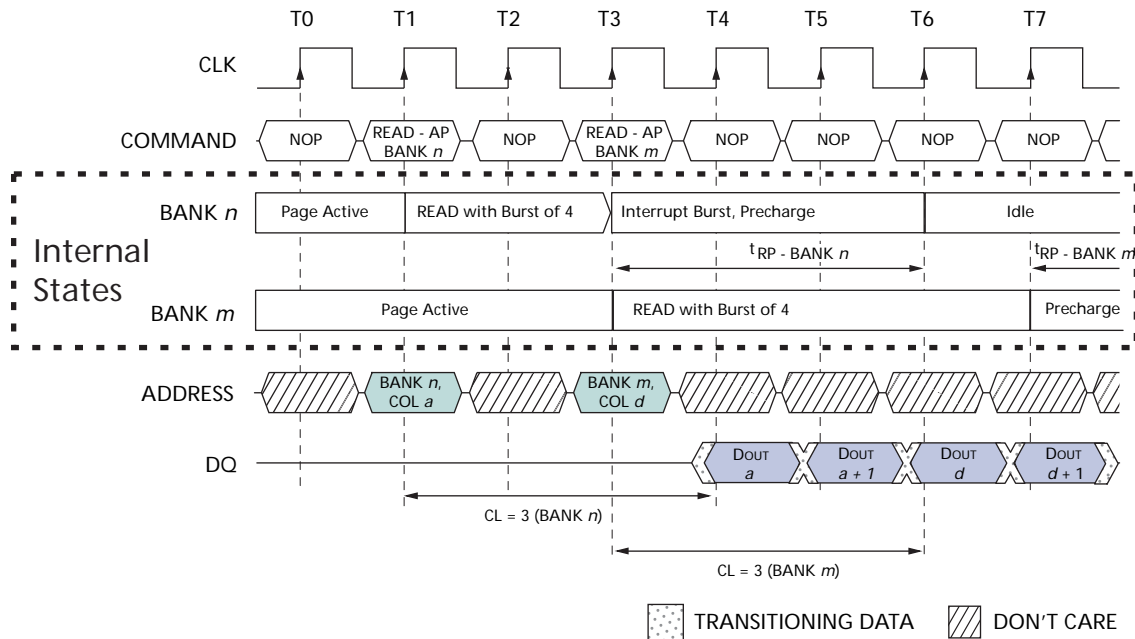 T0 T1 T2 T3 T4 T5 T6 T7
CLK
COMMAND NOP READ - AP BANK n NOP READ - AP BANK m NOP NOP NOP NOP
BANK n Page Active READ with Burst of 4 Interrupt Burst, Precharge Idle
Internal States
tRP - BANK n tRP - BANK m
BANK m Page Active READ with Burst of 4 Precharge
ADDRESS BANK n, COL a BANK m, COL d
DQ DOUT a DOUT a + 1 DOUT d DOUT d + 1
CL = 3 (BANK n)
CL = 3 (BANK m)
TRANSITIONING DATA DON'T CARE